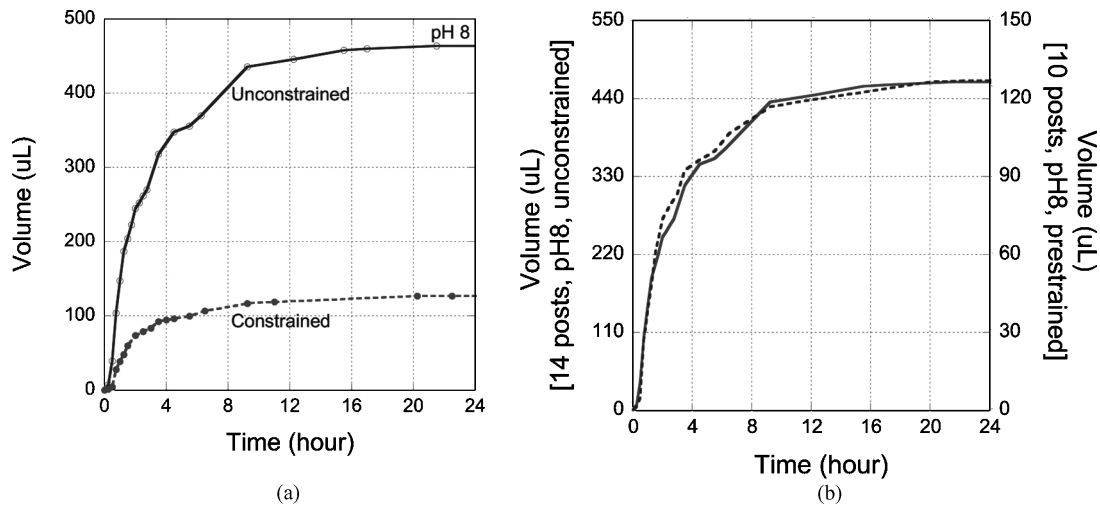 500
400
300
200
100
0
Volume (uL)
pH 8
Unconstrained
Constrained
0 4 8 12 16 20 24
Time (hour)
(a)
550
440
330
220
110
0
Volume (uL)
[14 posts, pH8, unconstrained]
150
120
90
60
30
0
Volume (uL)
[10 posts, pH8, prestrained]
0 4 8 12 16 20 24
Time (hour)
(b)